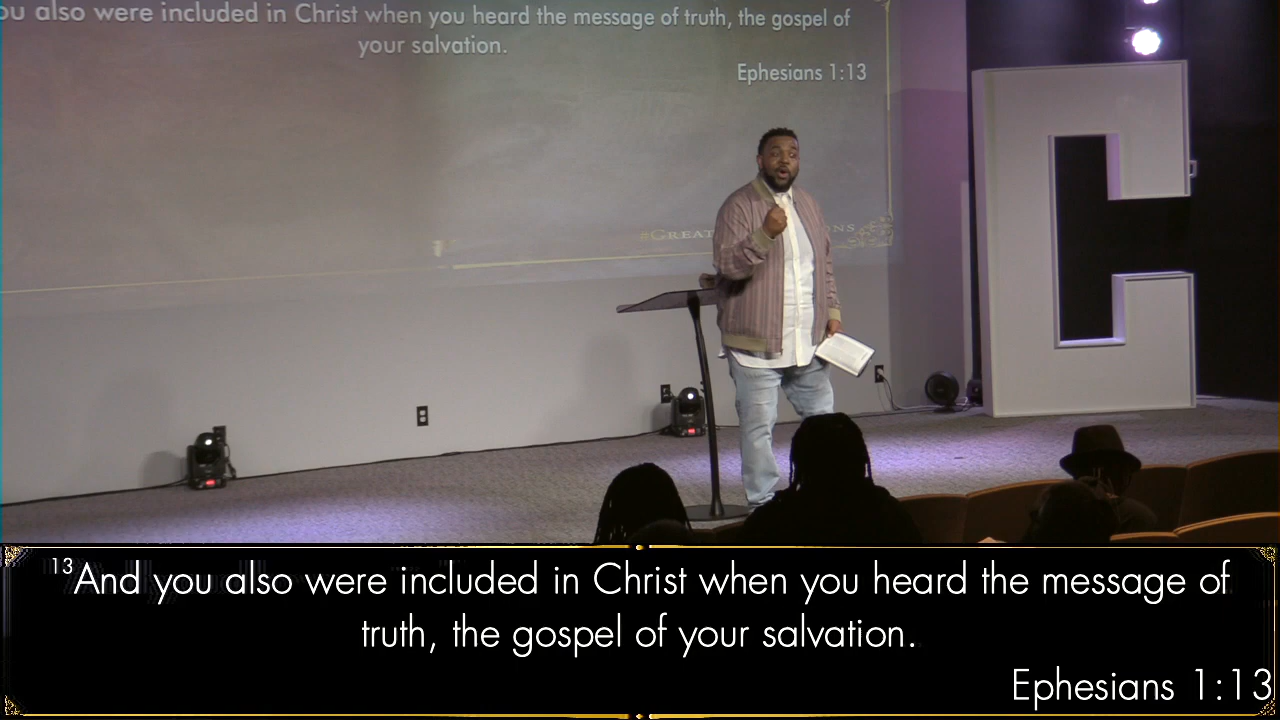 ou also were included in Christ when you heard the message of truth, the gospel of
your salvation.
Ephesians 1:13
C
13 And you also were included in Christ when you heard the message of
truth, the gospel of your salvation.
Ephesians 1:13